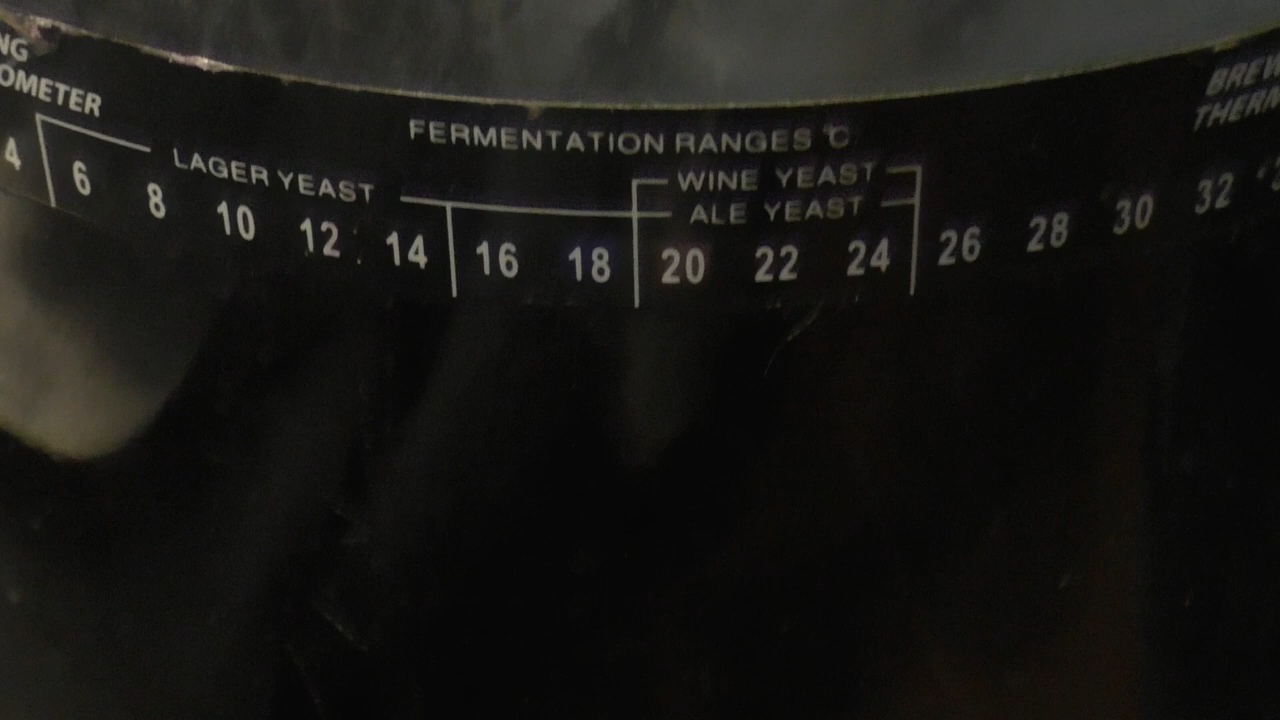 OMETER
FERMENTATION RANGES °C
LAGER YEAST
WINE YEAST
ALE YEAST
4 6 8 10 12 14 16 18 20 22 24 26 28 30 32